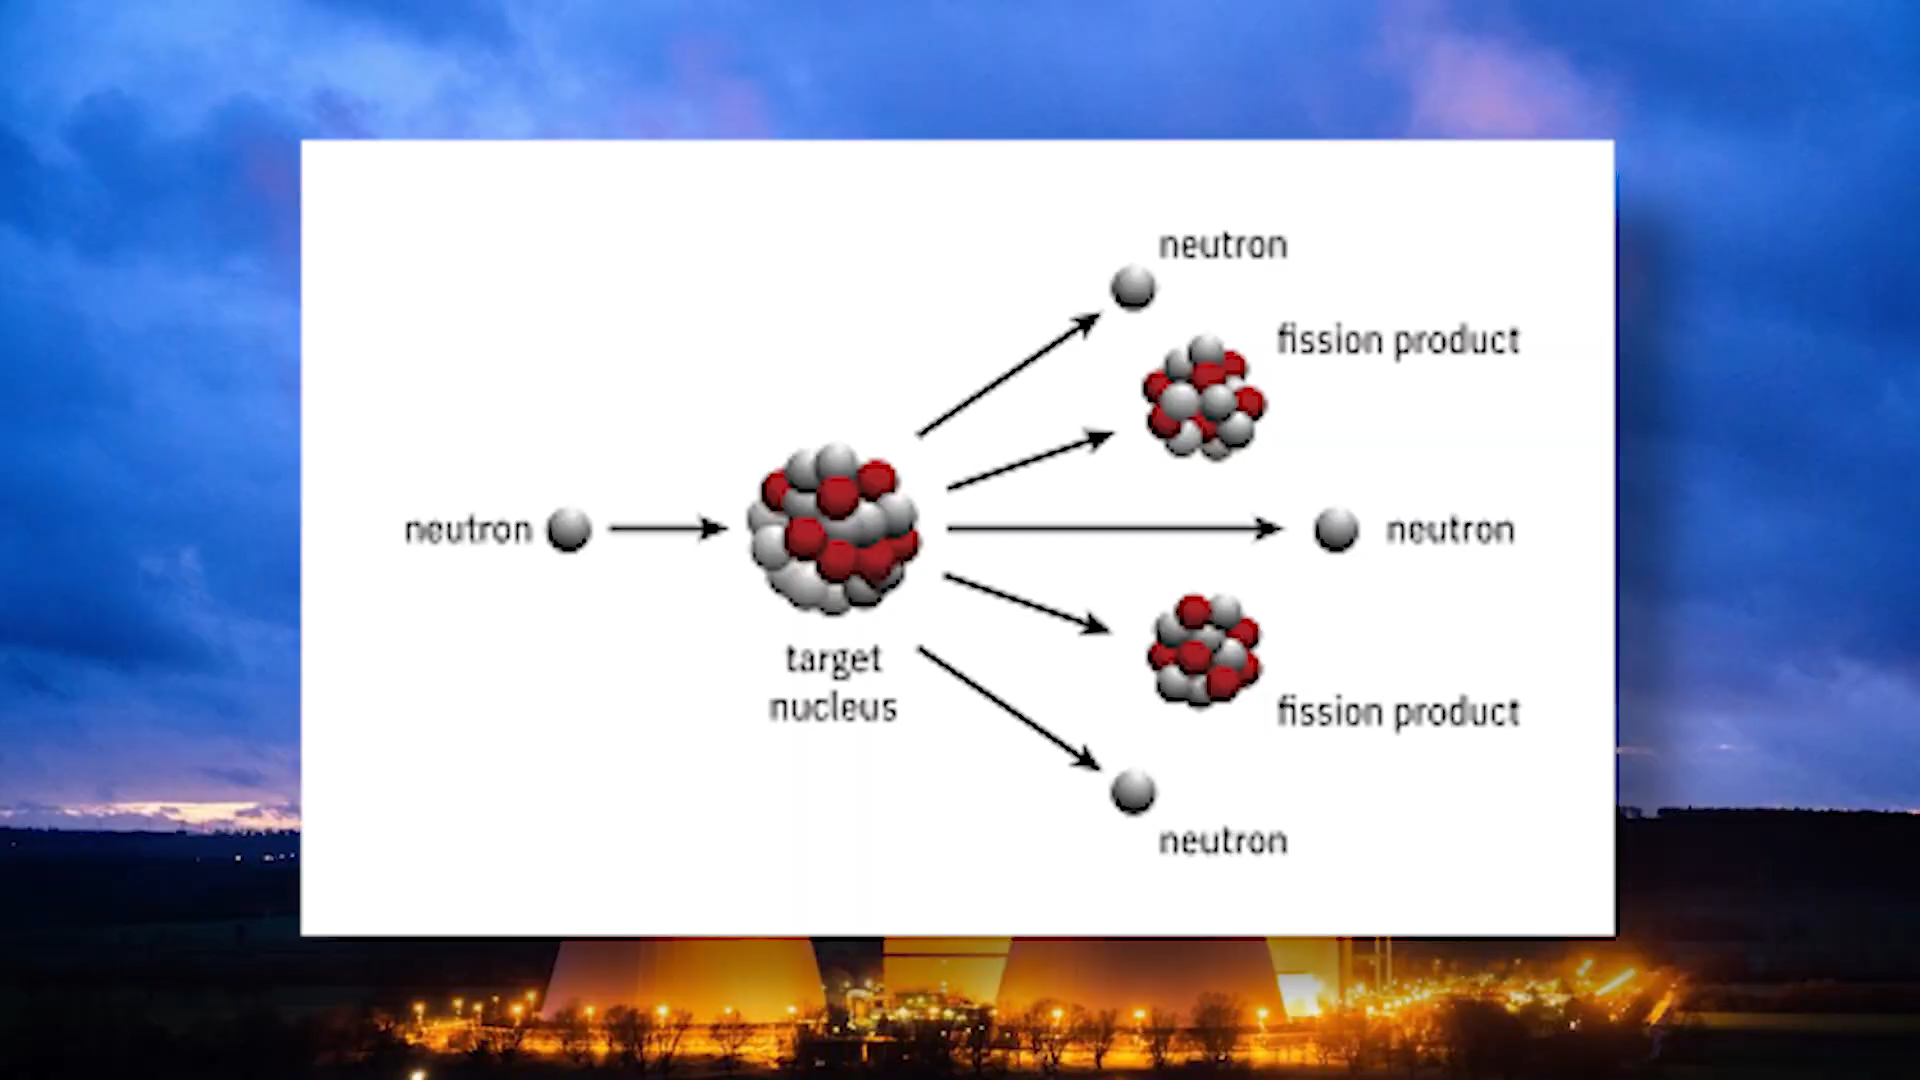 neutron
fission product
neutron
neutron
target
nucleus
fission product
neutron